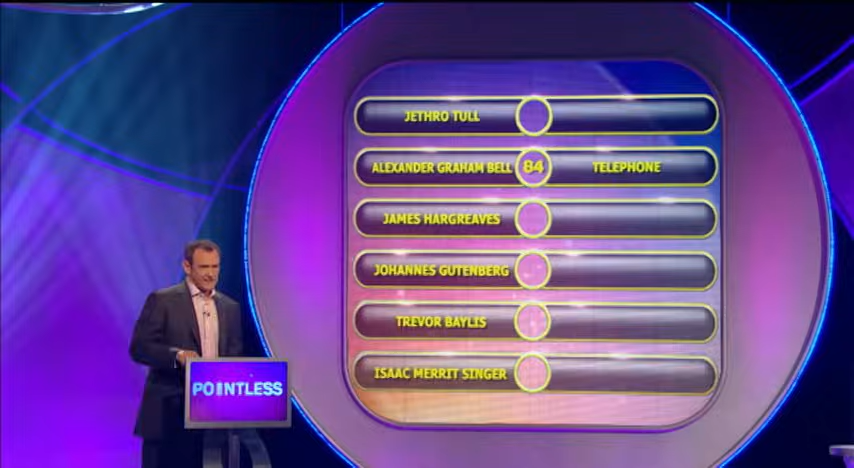 JETHRO TULL
ALEXANDER GRAHAM BELL 84 TELEPHONE
JAMES HARGREAVES
JOHANNES GUTENBERG
TREVOR BAYLIS
ISAAC MERRIT SINGER
POINTLESS